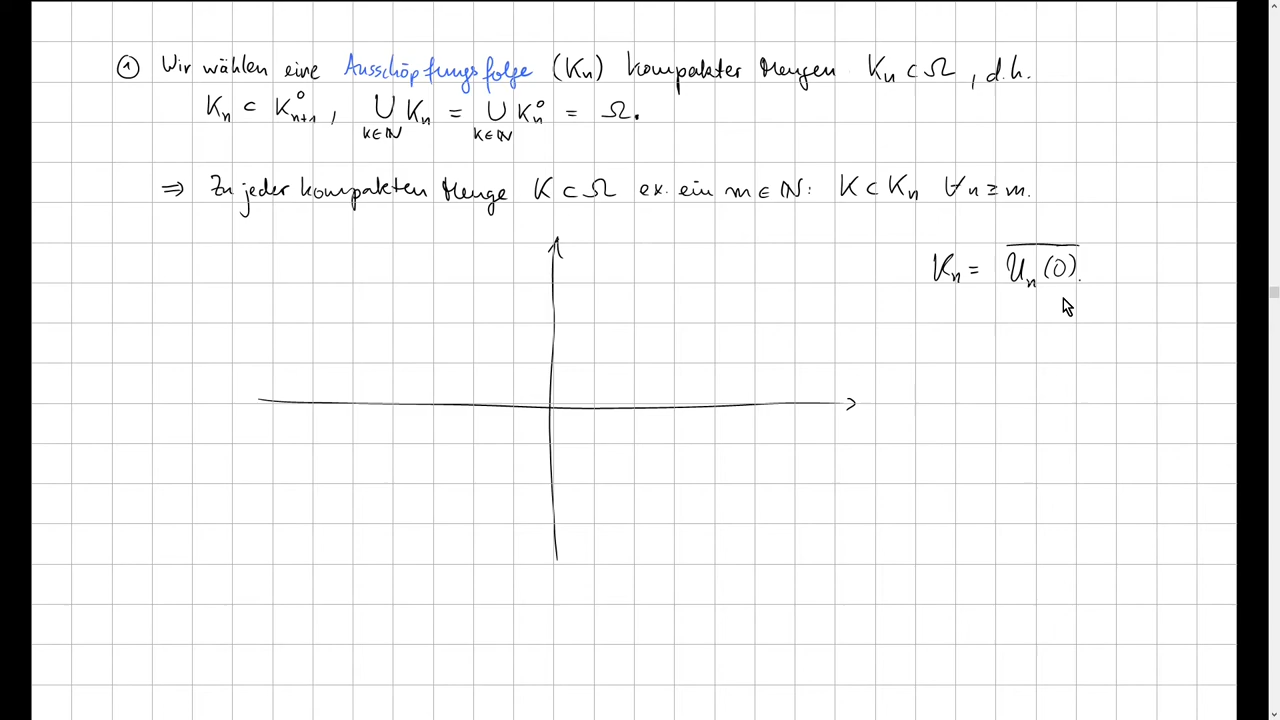 ① Wir wählen eine Ausschöpfungsfolge (Kₙ) kompakter Mengen Kₙ ⊂ Ω, d.h.
Kₙ ⊂ K°ₙ₊₁, ⋃_{k∈ℕ} Kₙ = ⋃_{k∈ℕ} K°ₙ = Ω.
⇒ Zu jeder kompakten Menge K ⊂ Ω ex. ein m ∈ ℕ: K ⊂ Kₙ ∀n ≥ m.
Kₙ = \overline{Uₙ(0)}.